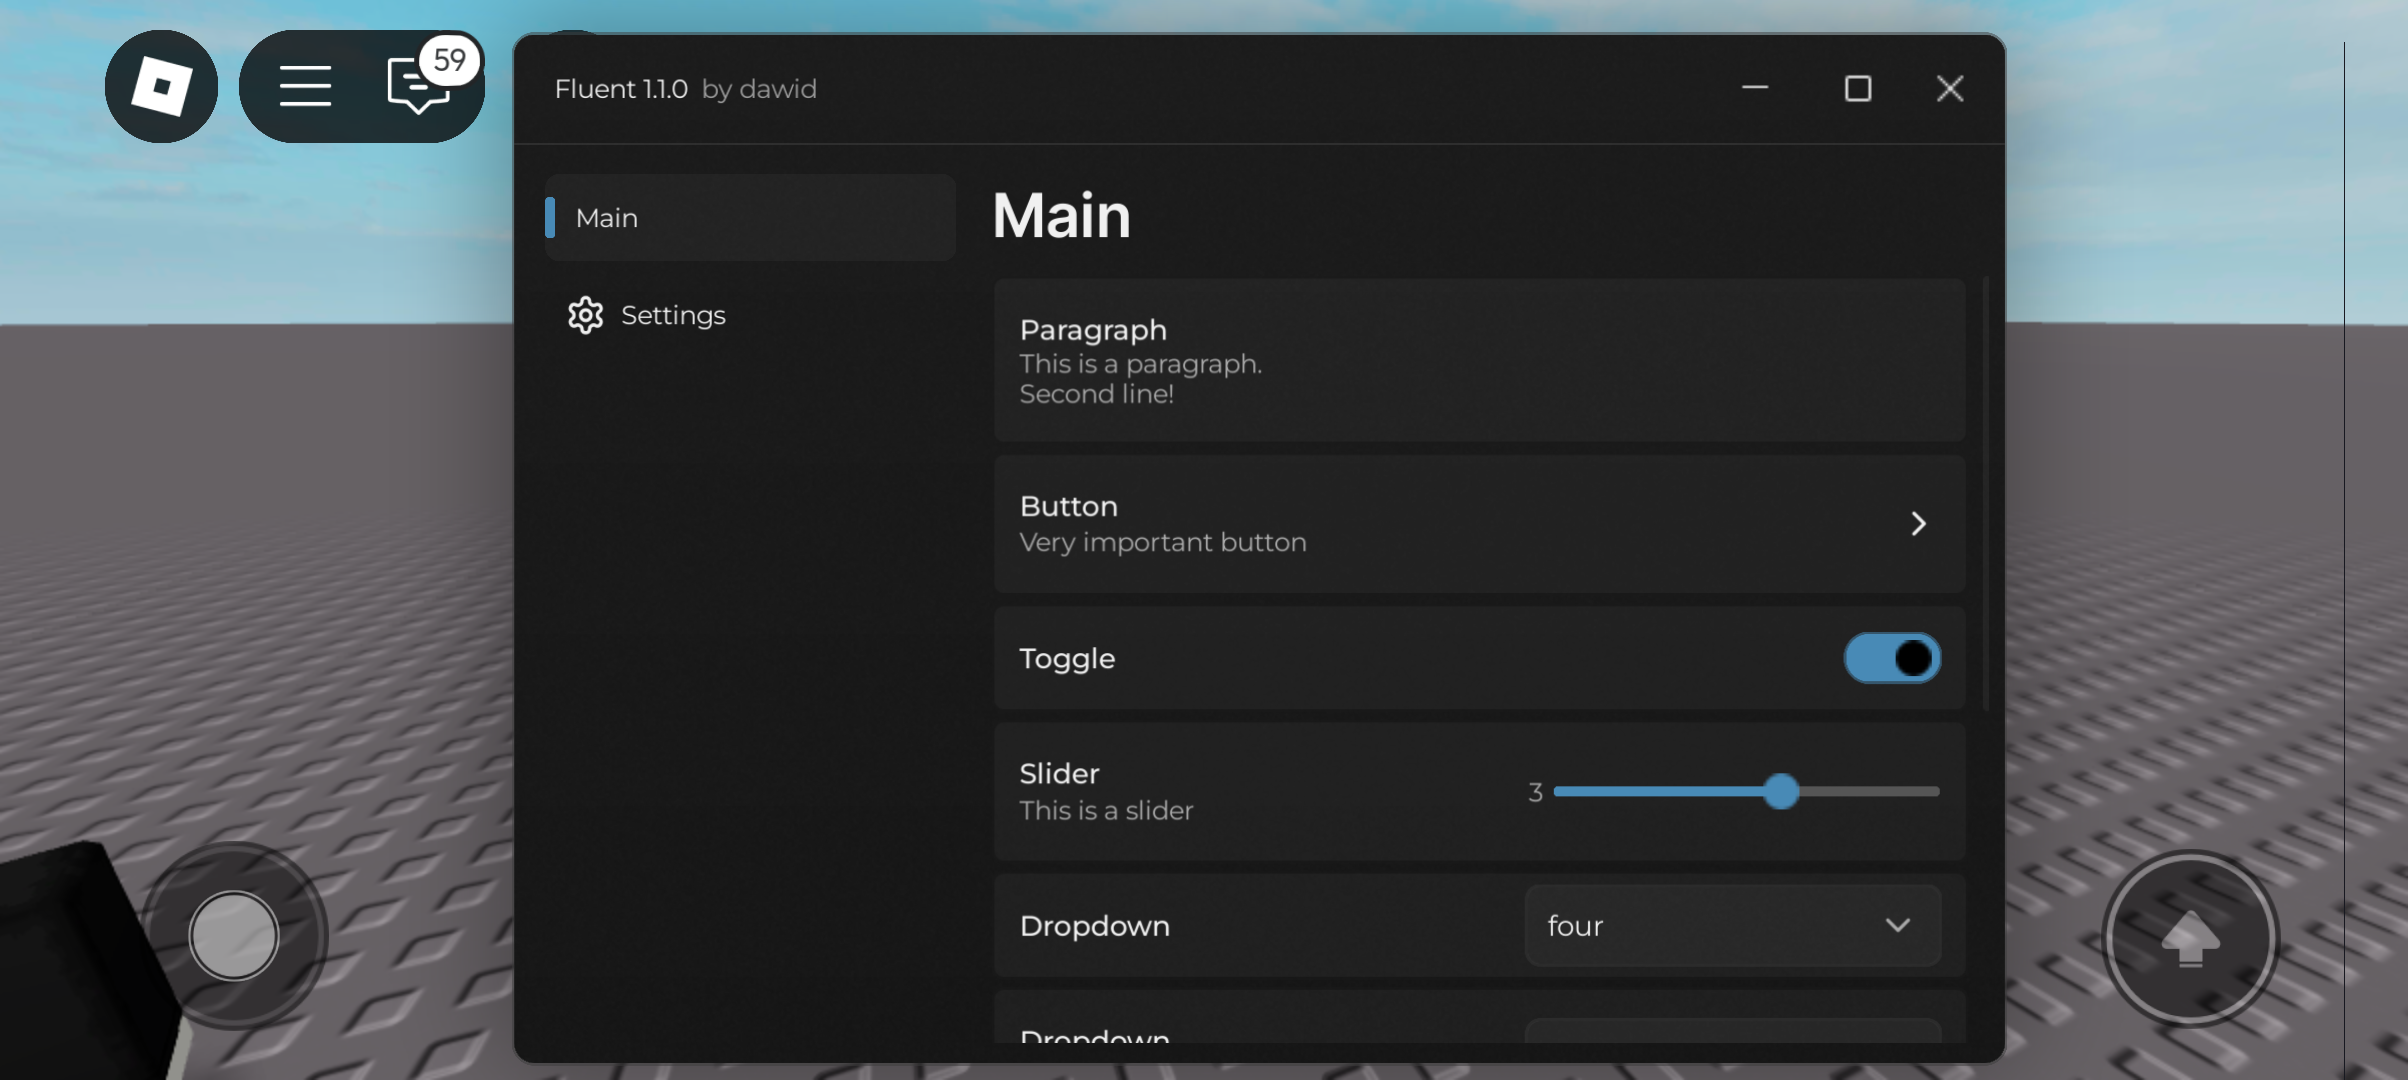 59
Fluent 1.1.0 by dawid
Main
Settings
Main
Paragraph
This is a paragraph.
Second line!
Button
Very important button
Toggle
Slider
This is a slider
3
Dropdown
four
Dropdown